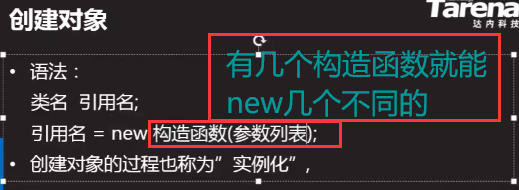 创建对象
Tarena
达内科技
有几个构造函数就能
new几个不同的
• 语法：
类名 引用名;
引用名 = new 构造函数(参数列表);
• 创建对象的过程也称为”实例化”,